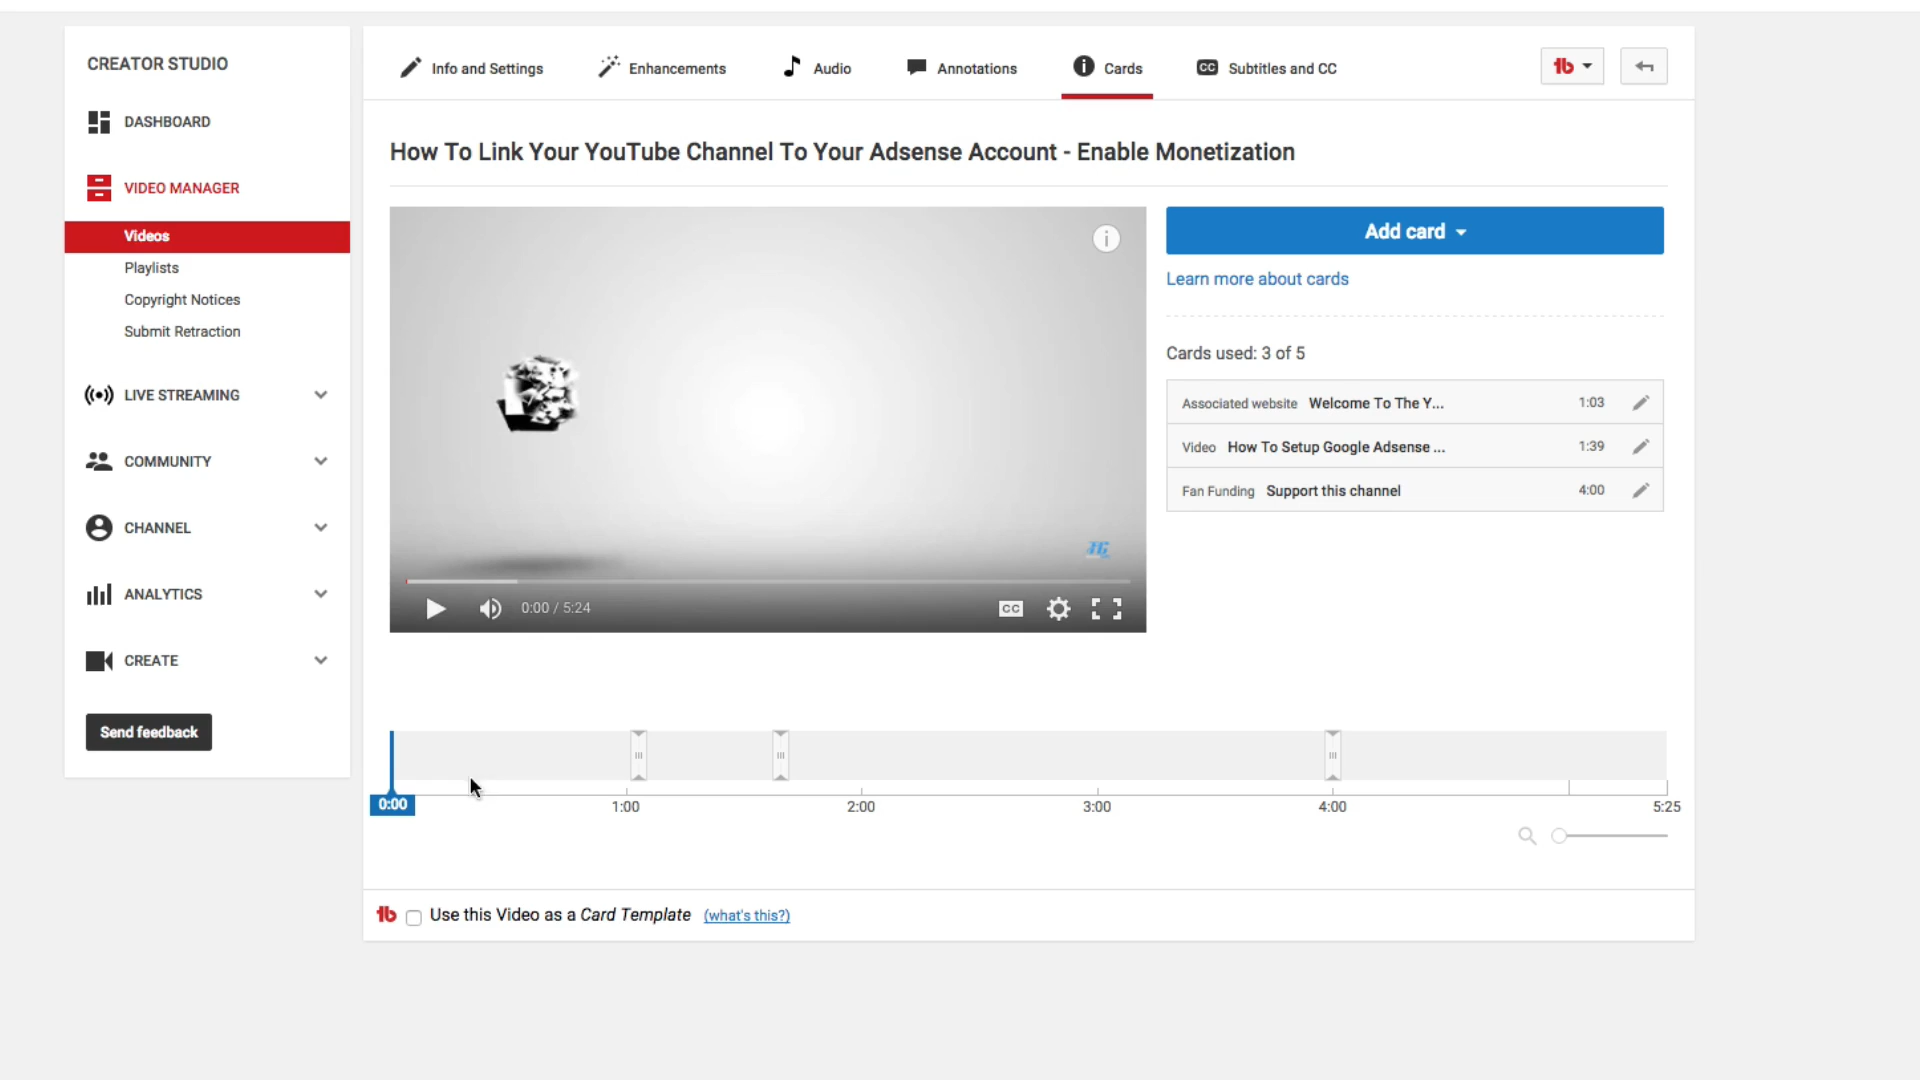 CREATOR STUDIO
DASHBOARD
VIDEO MANAGER
Videos
Playlists
Copyright Notices
Submit Retraction
LIVE STREAMING
COMMUNITY
CHANNEL
ANALYTICS
CREATE
Send feedback
Info and Settings
Enhancements
Audio
Annotations
Cards
CC Subtitles and CC
tb
How To Link Your YouTube Channel To Your Adsense Account - Enable Monetization
TG
0:00 / 5:24
CC
Add card
Learn more about cards
Cards used: 3 of 5
Associated website Welcome To The Y... 1:03
Video How To Setup Google Adsense ... 1:39
Fan Funding Support this channel 4:00
0:00 1:00 2:00 3:00 4:00 5:25
tb Use this Video as a Card Template (what's this?)